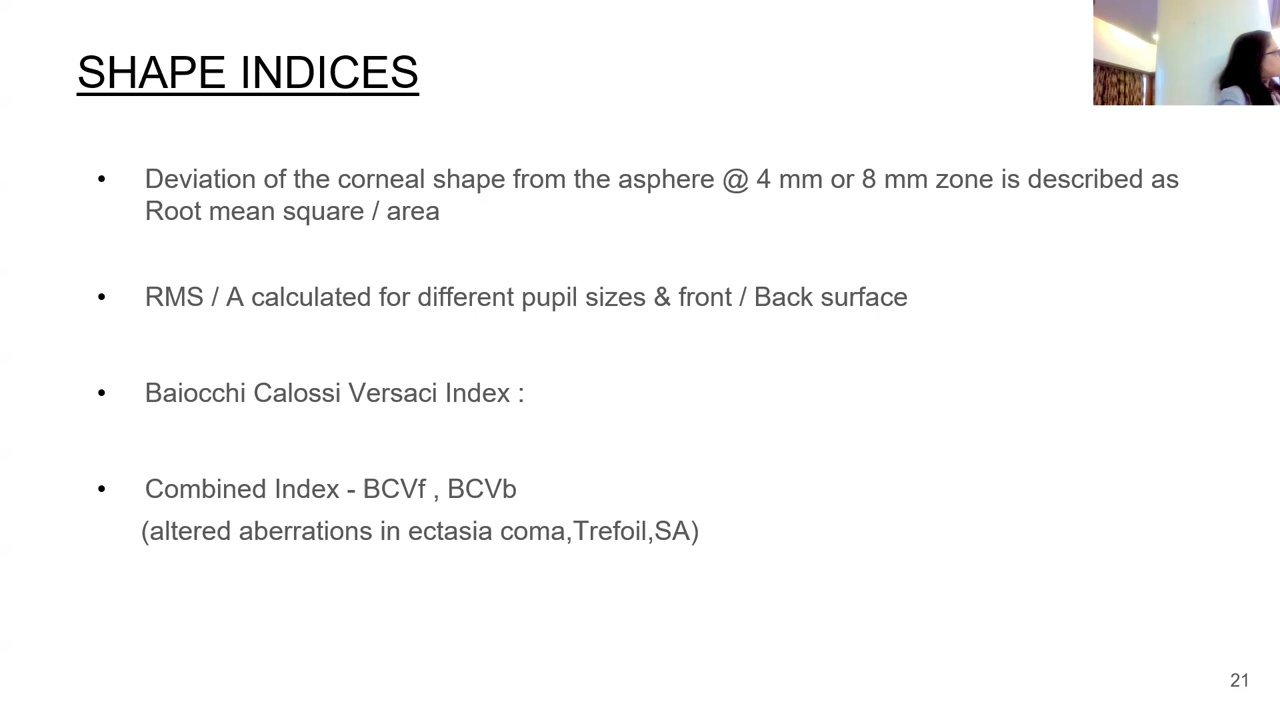 SHAPE INDICES
• Deviation of the corneal shape from the asphere @ 4 mm or 8 mm zone is described as
Root mean square / area
• RMS / A calculated for different pupil sizes & front / Back surface
• Baiocchi Calossi Versaci Index :
• Combined Index - BCVf , BCVb
(altered aberrations in ectasia coma,Trefoil,SA)
21